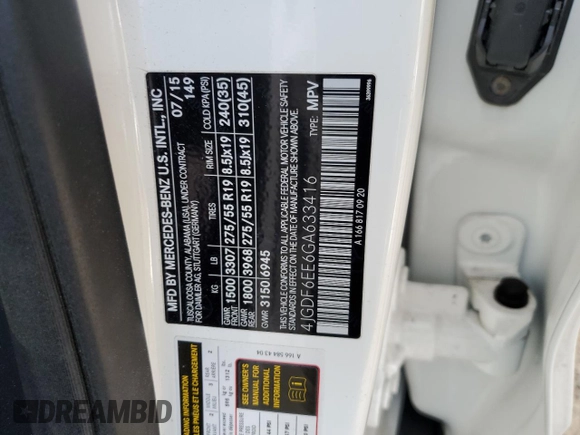 MFD BY MERCEDES-BENZ U.S. INTL., INC
TUSCALOOSA COUNTY, ALABAMA (USA) UNDER CONTRACT
FOR DAIMLER AG, STUTTGART (GERMANY)
07/15
149
KG LB RIM SIZE COLD KPA(PSI)
GAWR FRONT 1500 3307 275/55 R19 8.5Jx19 240(35)
GAWR REAR 1800 3968 275/55 R19 8.5Jx19 310(45)
GVWR 3150 6945
THIS VEHICLE CONFORMS TO ALL APPLICABLE FEDERAL MOTOR VEHICLE SAFETY
STANDARDS IN EFFECT ON THE DATE OF MANUFACTURE SHOWN ABOVE.
4JGDF6EE6GA633416 TYPE: MPV
A 166 817 09 20
A 166 584 43 04
SEE OWNER'S
MANUAL FOR
ADDITIONAL
INFORMATION
DREAMBID